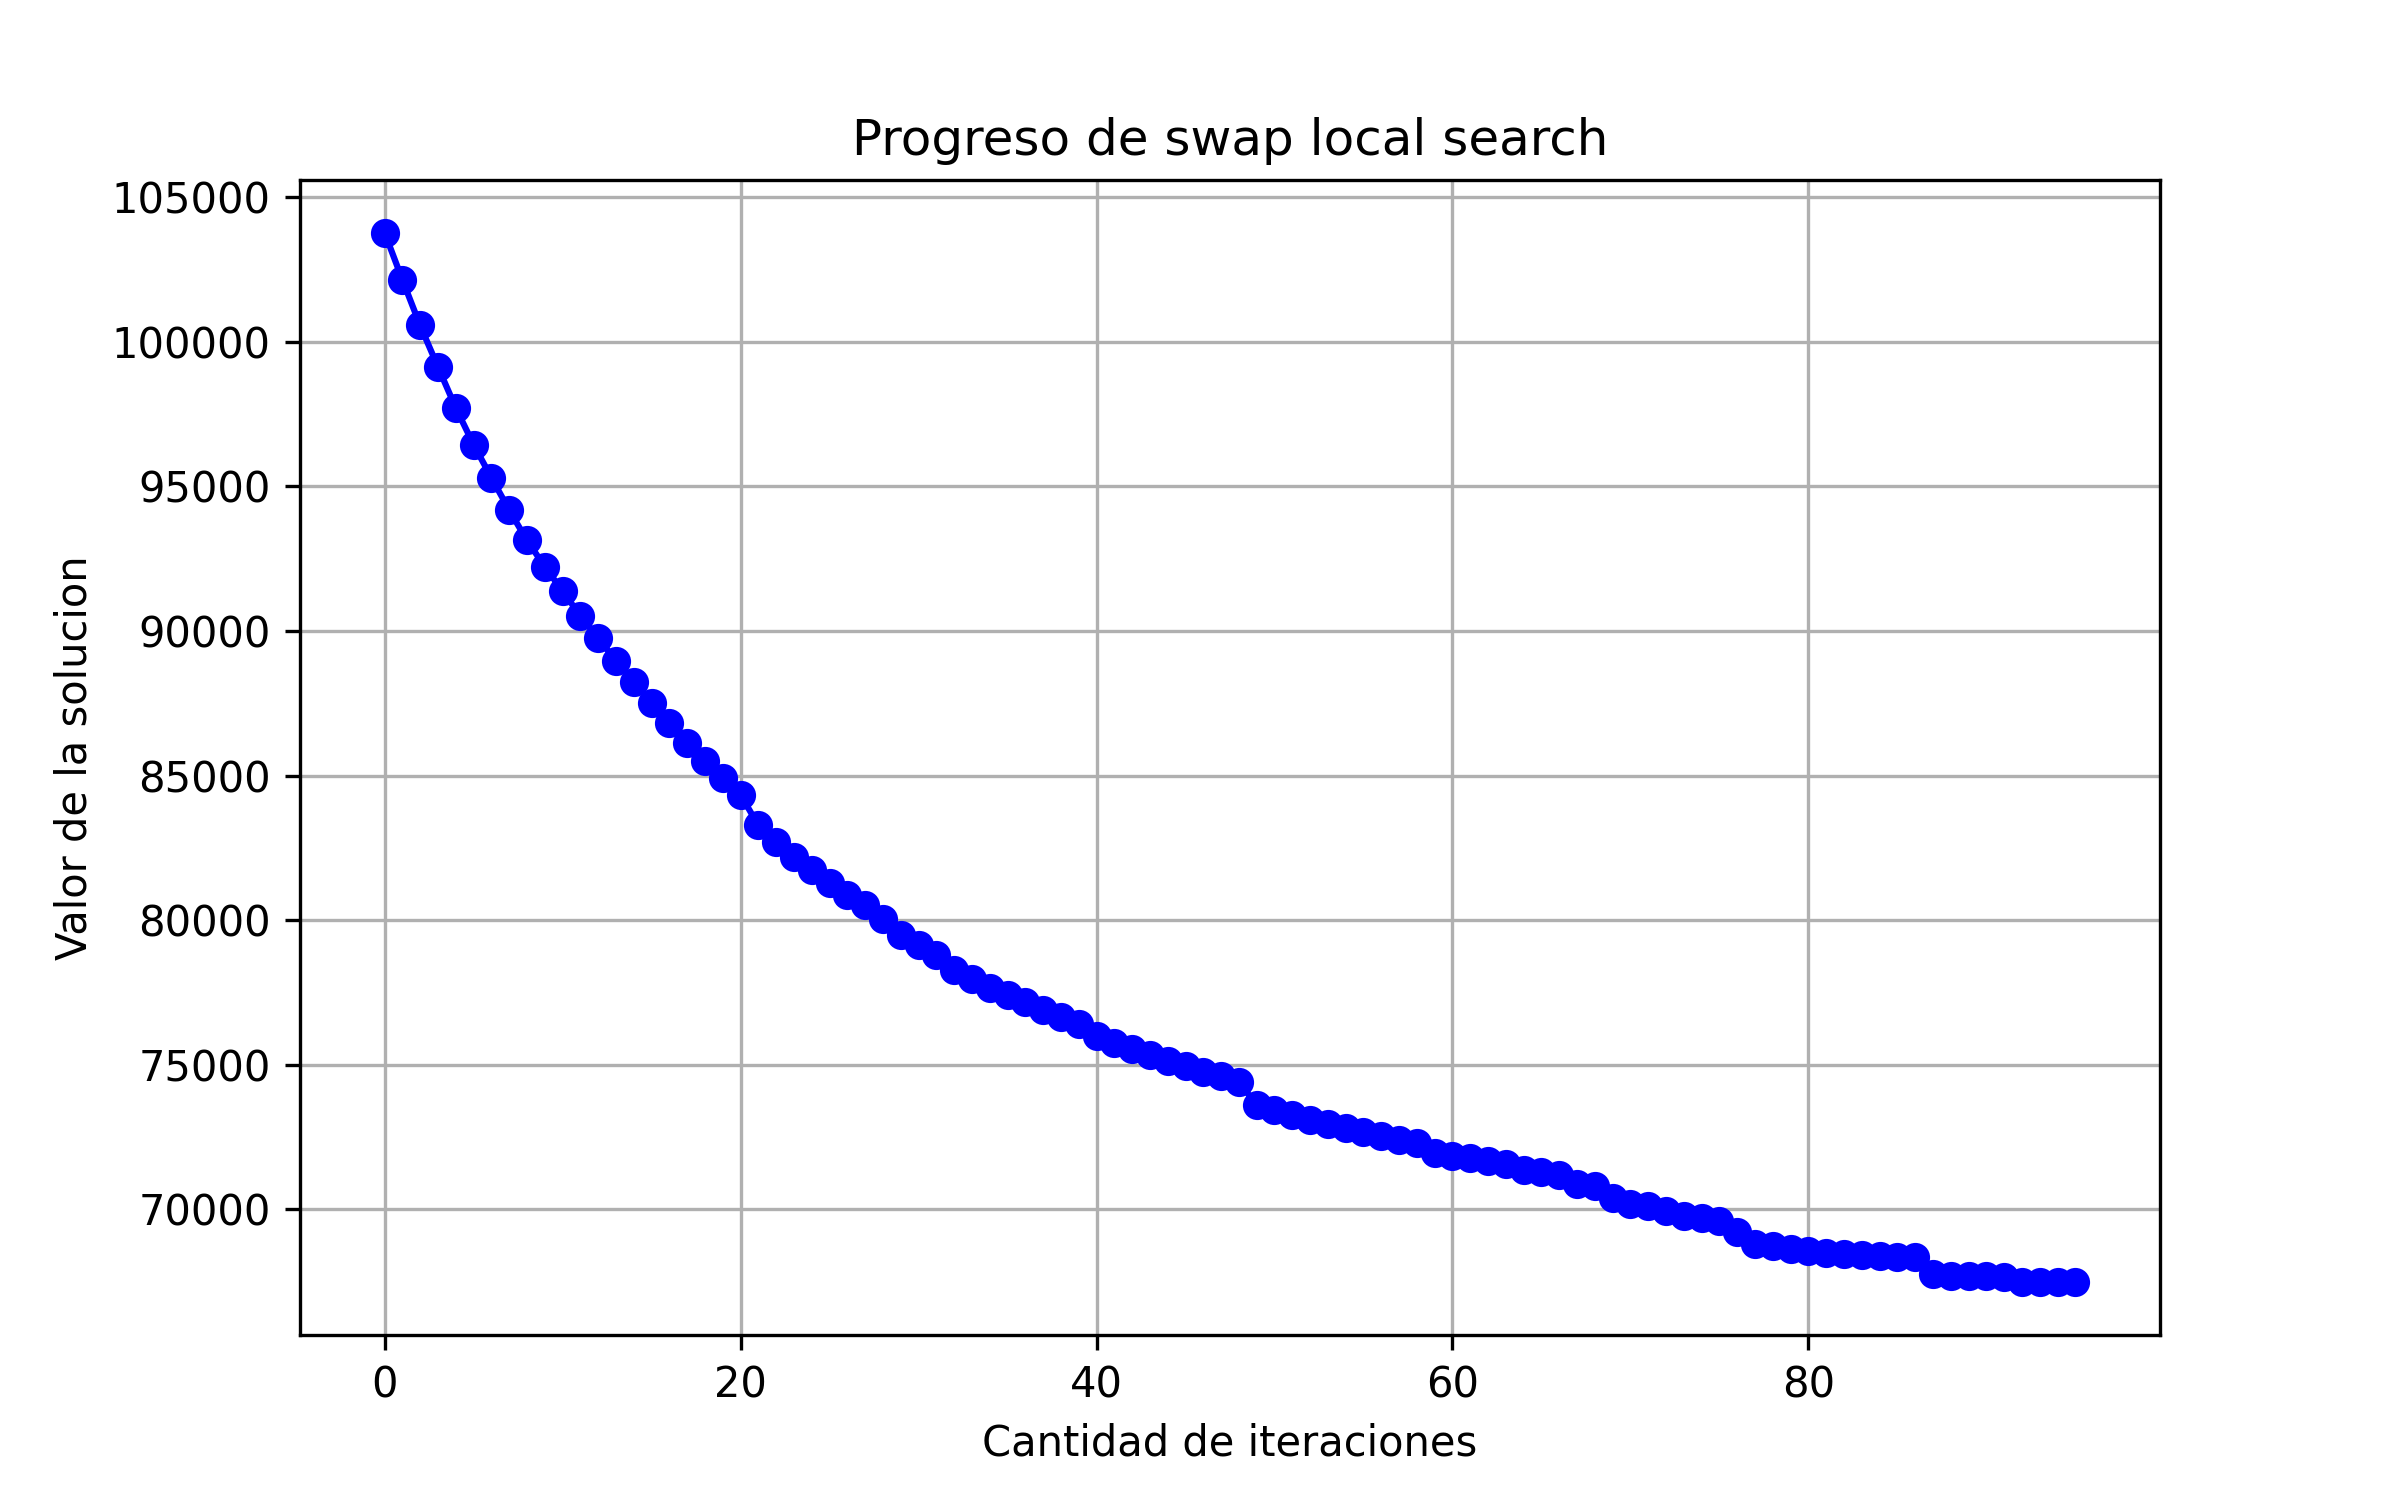 Progreso de swap local search
105000
100000
95000
90000
85000
80000
75000
70000
Valor de la solucion
0 20 40 60 80
Cantidad de iteraciones